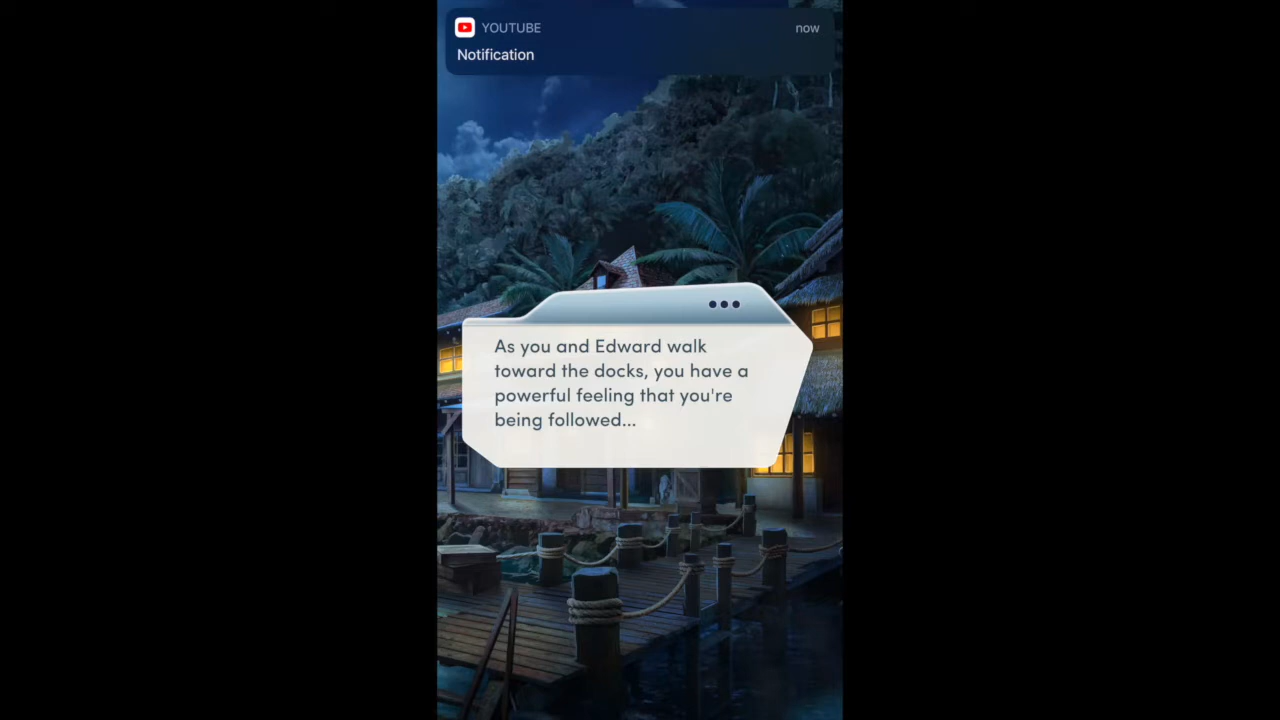 YOUTUBE
now
Notification
As you and Edward walk
toward the docks, you have a
powerful feeling that you're
being followed...